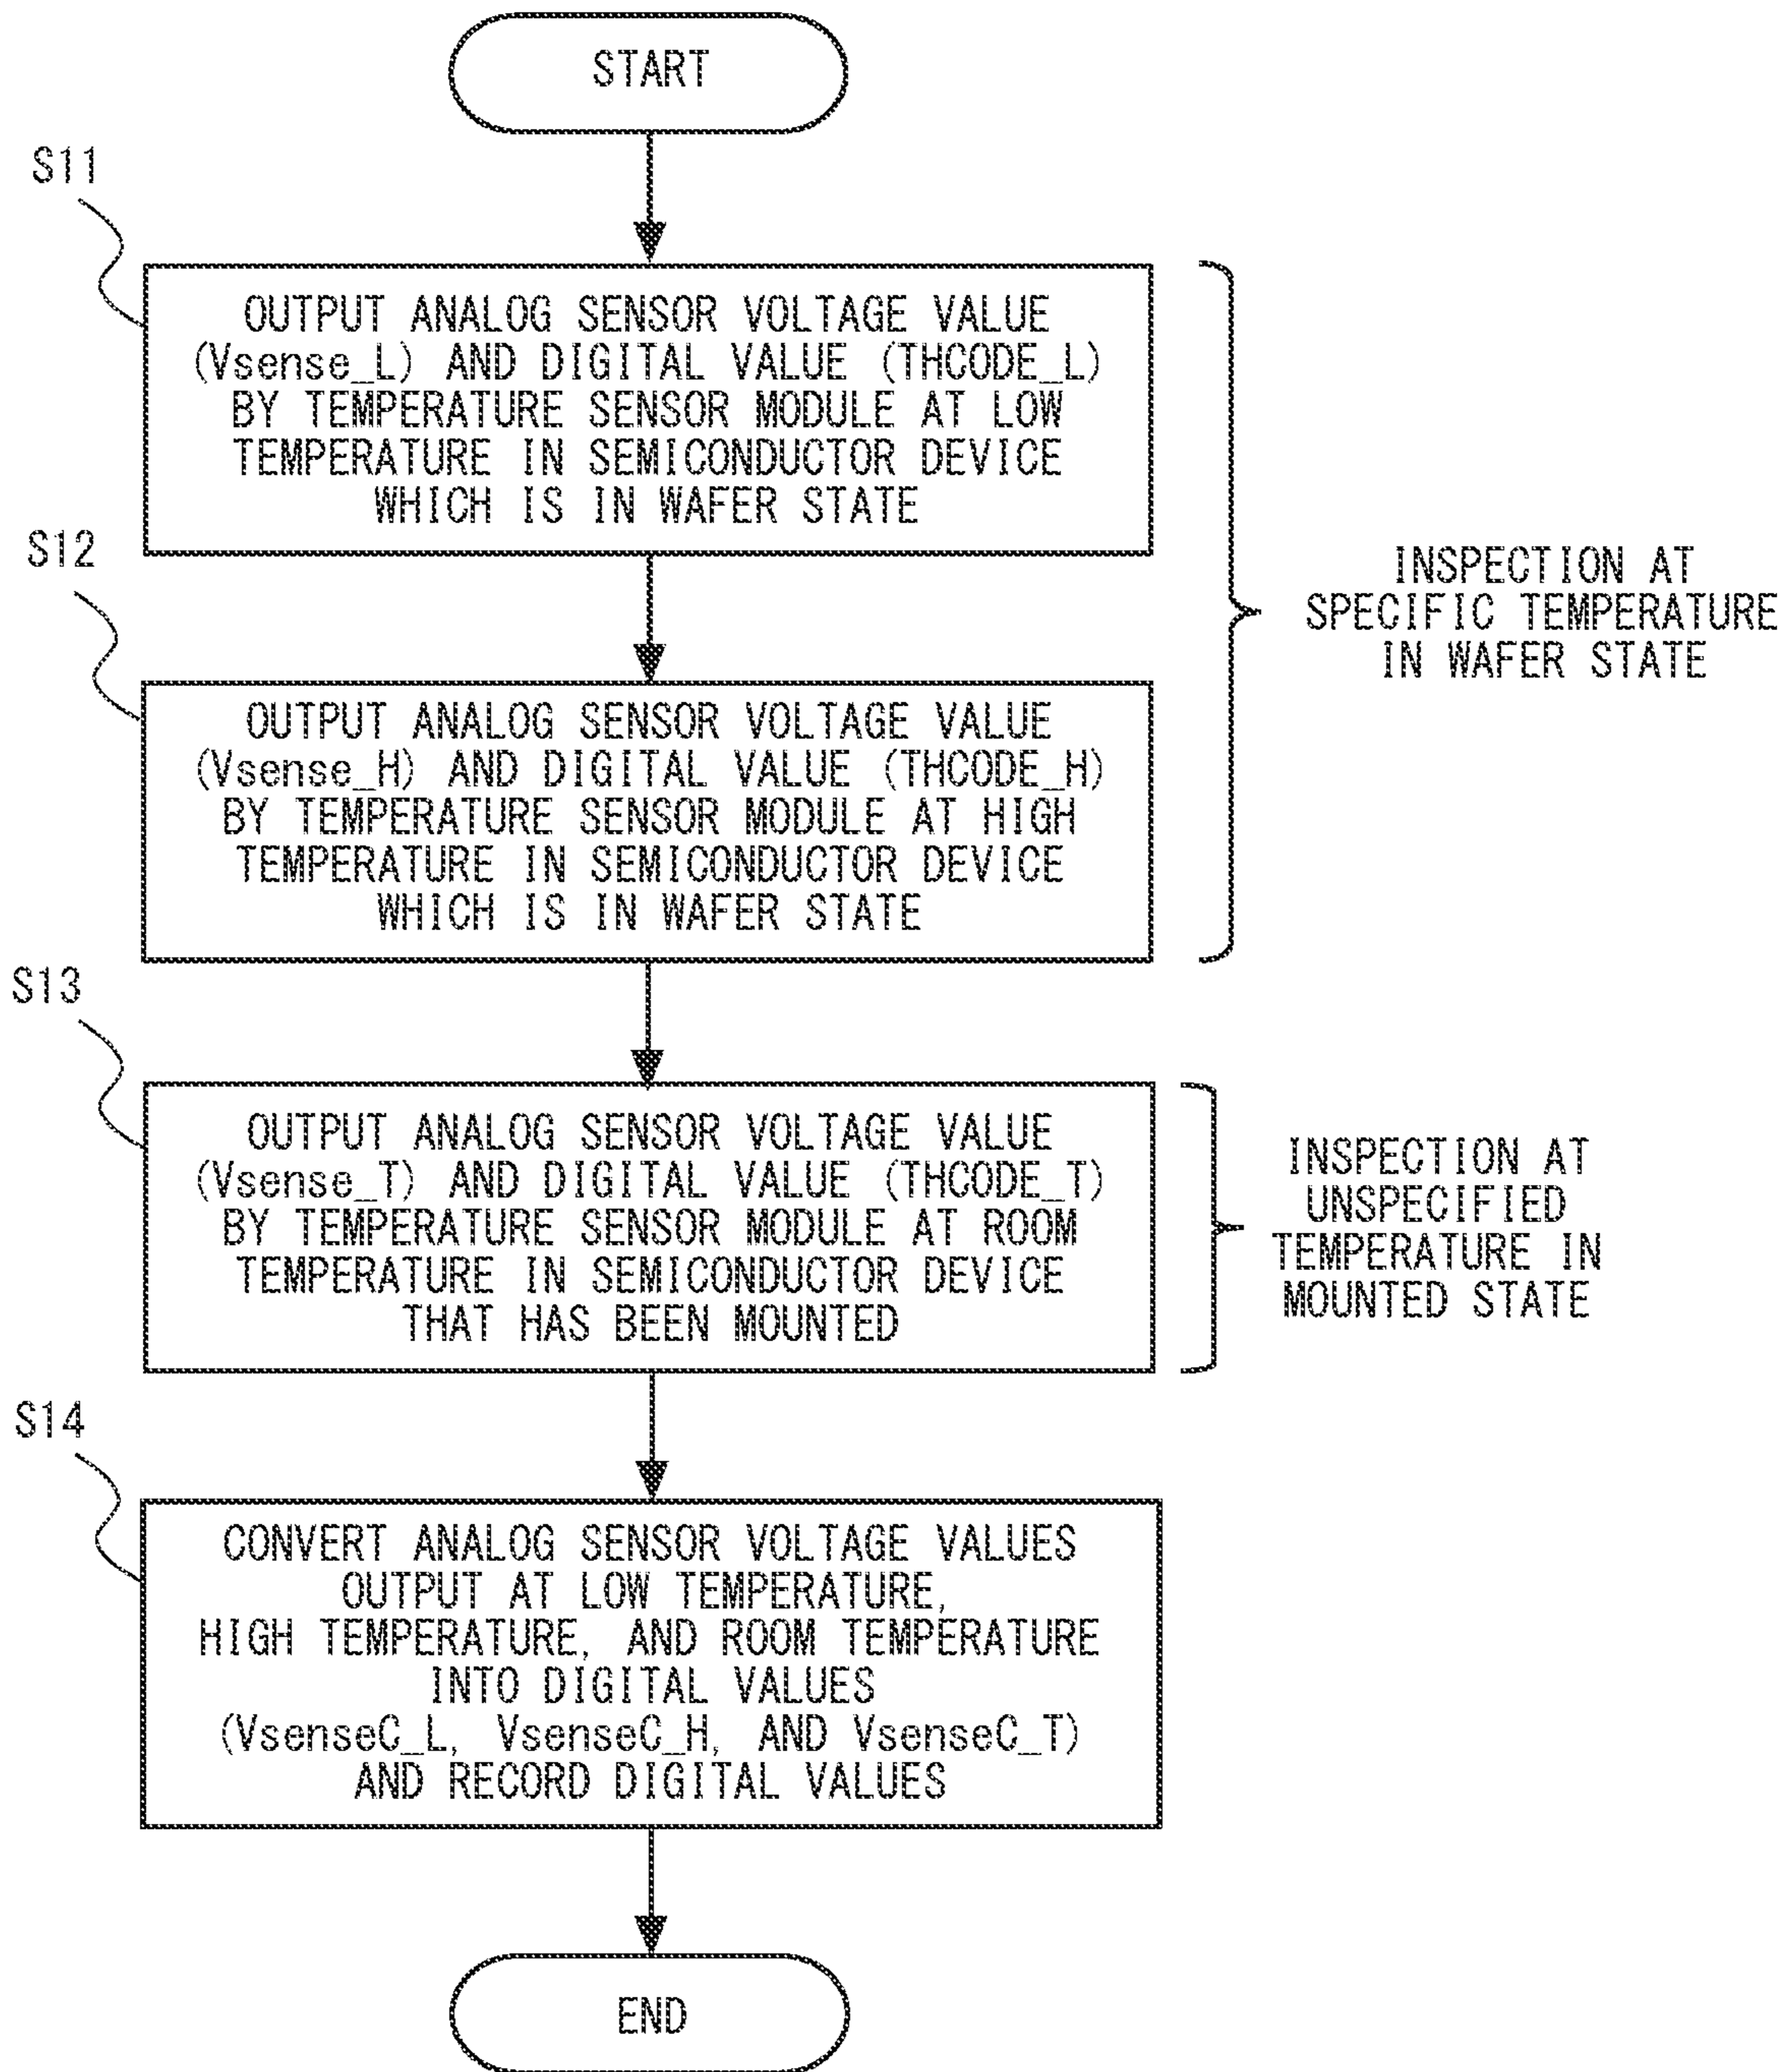 START
S11
OUTPUT ANALOG SENSOR VOLTAGE VALUE
(Vsense_L) AND DIGITAL VALUE (THCODE_L)
BY TEMPERATURE SENSOR MODULE AT LOW
TEMPERATURE IN SEMICONDUCTOR DEVICE
WHICH IS IN WAFER STATE
S12
OUTPUT ANALOG SENSOR VOLTAGE VALUE
(Vsense_H) AND DIGITAL VALUE (THCODE_H)
BY TEMPERATURE SENSOR MODULE AT HIGH
TEMPERATURE IN SEMICONDUCTOR DEVICE
WHICH IS IN WAFER STATE
INSPECTION AT
SPECIFIC TEMPERATURE
IN WAFER STATE
S13
OUTPUT ANALOG SENSOR VOLTAGE VALUE
(Vsense_T) AND DIGITAL VALUE (THCODE_T)
BY TEMPERATURE SENSOR MODULE AT ROOM
TEMPERATURE IN SEMICONDUCTOR DEVICE
THAT HAS BEEN MOUNTED
INSPECTION AT
UNSPECIFIED
TEMPERATURE IN
MOUNTED STATE
S14
CONVERT ANALOG SENSOR VOLTAGE VALUES
OUTPUT AT LOW TEMPERATURE,
HIGH TEMPERATURE, AND ROOM TEMPERATURE
INTO DIGITAL VALUES
(VsenseC_L, VsenseC_H, AND VsenseC_T)
AND RECORD DIGITAL VALUES
END